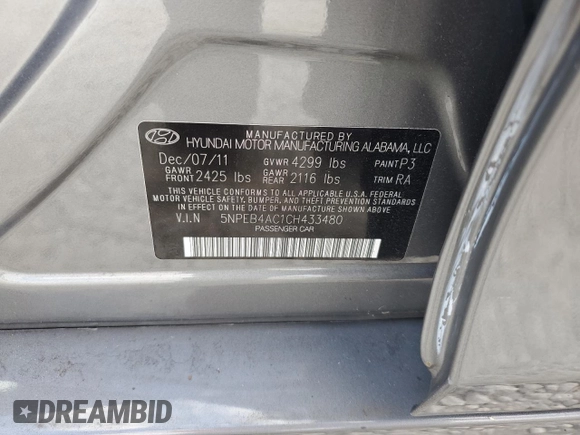 MANUFACTURED BY
HYUNDAI MOTOR MANUFACTURING ALABAMA, LLC
Dec/07/11 GVWR 4299 lbs PAINT P3
GAWR FRONT 2425 lbs GAWR REAR 2116 lbs TRIM RA
THIS VEHICLE CONFORMS TO ALL APPLICABLE U.S.A. FEDERAL
MOTOR VEHICLE SAFETY, BUMPER, AND THEFT PREVENTION STANDARDS
IN EFFECT ON THE DATE OF MANUFACTURE SHOWN ABOVE.
V.I.N 5NPEB4AC1CH433480
PASSENGER CAR
DREAMBID